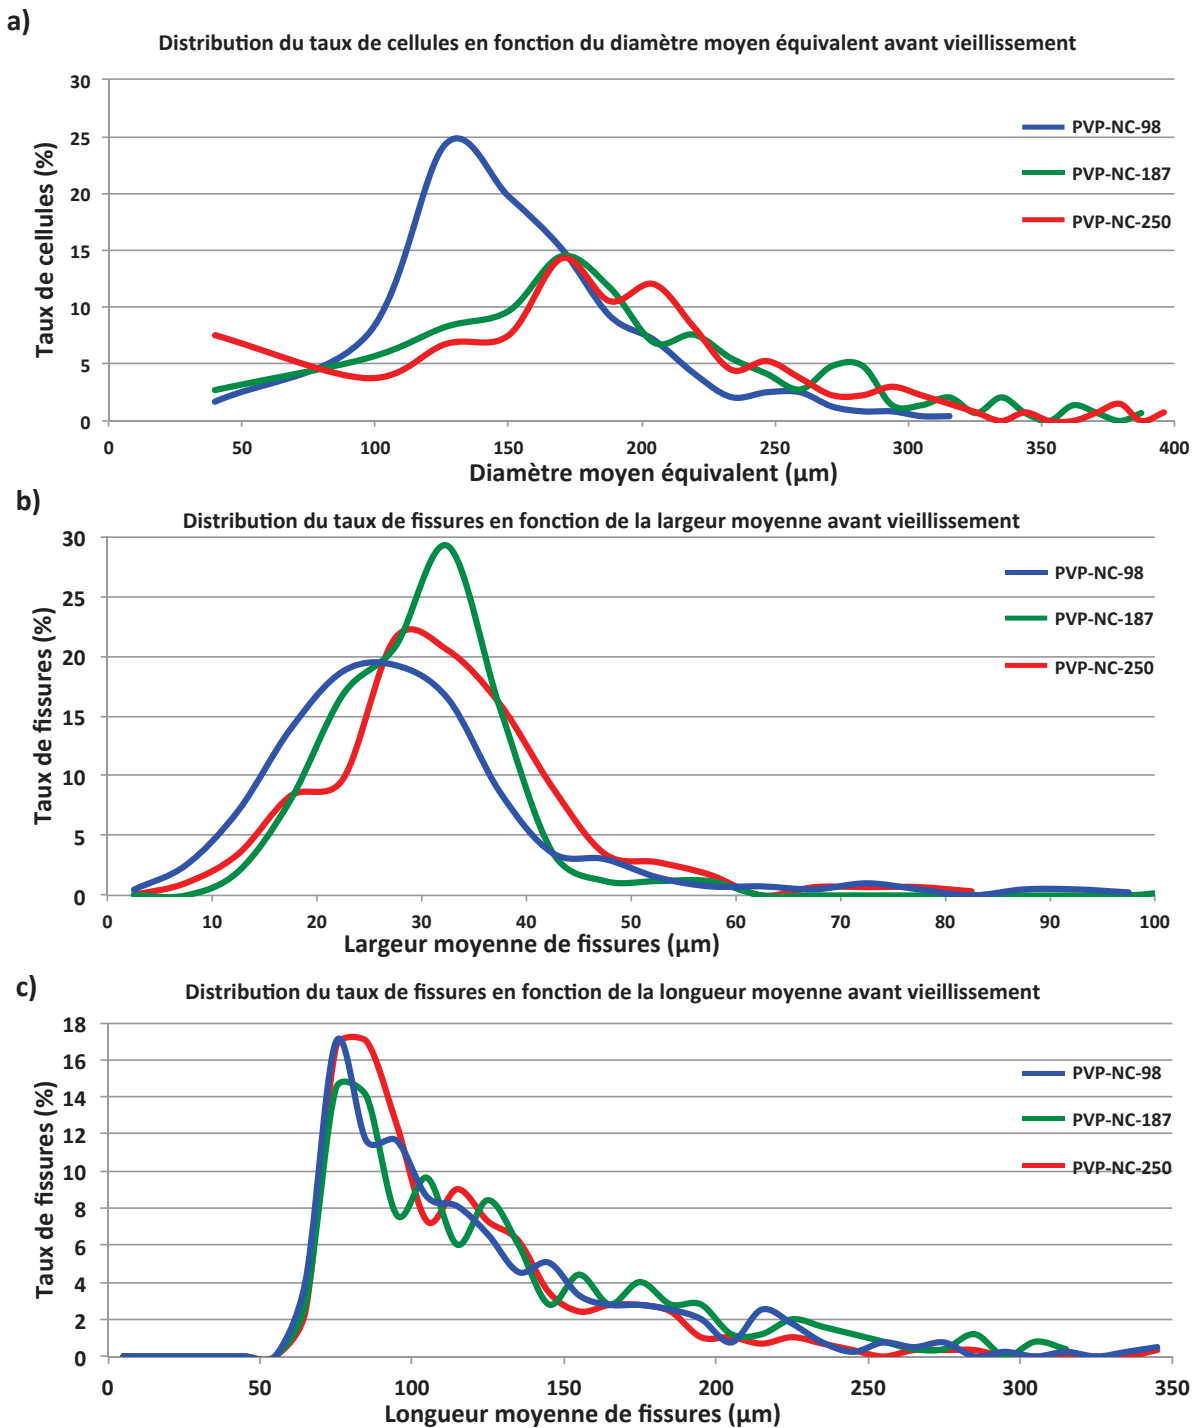 a)
Distribution du taux de cellules en fonction du diamètre moyen équivalent avant vieillissement
30
25
20
15
10
5
0
Taux de cellules (%)
PVP-NC-98
PVP-NC-187
PVP-NC-250
0 50 100 150 200 250 300 350 400
Diamètre moyen équivalent (μm)
b)
Distribution du taux de fissures en fonction de la largeur moyenne avant vieillissement
30
25
20
15
10
5
0
Taux de fissures (%)
PVP-NC-98
PVP-NC-187
PVP-NC-250
0 10 20 30 40 50 60 70 80 90 100
Largeur moyenne de fissures (μm)
c)
Distribution du taux de fissures en fonction de la longueur moyenne avant vieillissement
18
16
14
12
10
8
6
4
2
0
Taux de fissures (%)
PVP-NC-98
PVP-NC-187
PVP-NC-250
0 50 100 150 200 250 300 350
Longueur moyenne de fissures (μm)